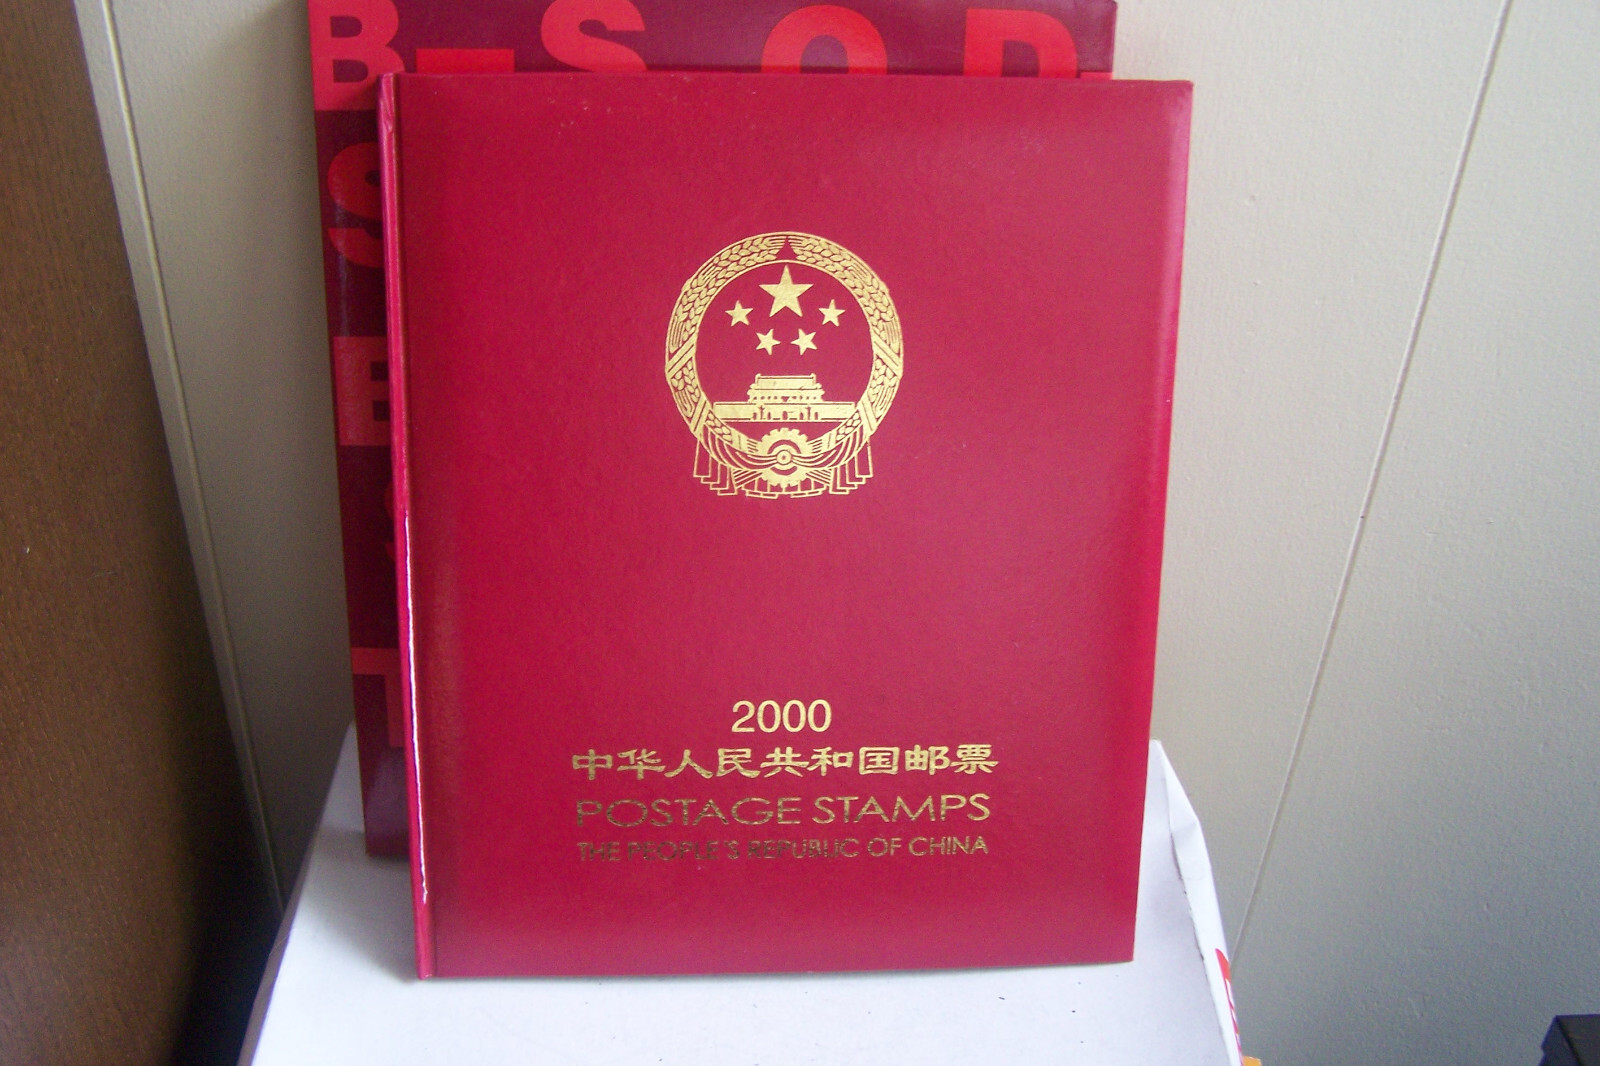 2000
中华人民共和国邮票
POSTAGE STAMPS
THE PEOPLE'S REPUBLIC OF CHINA